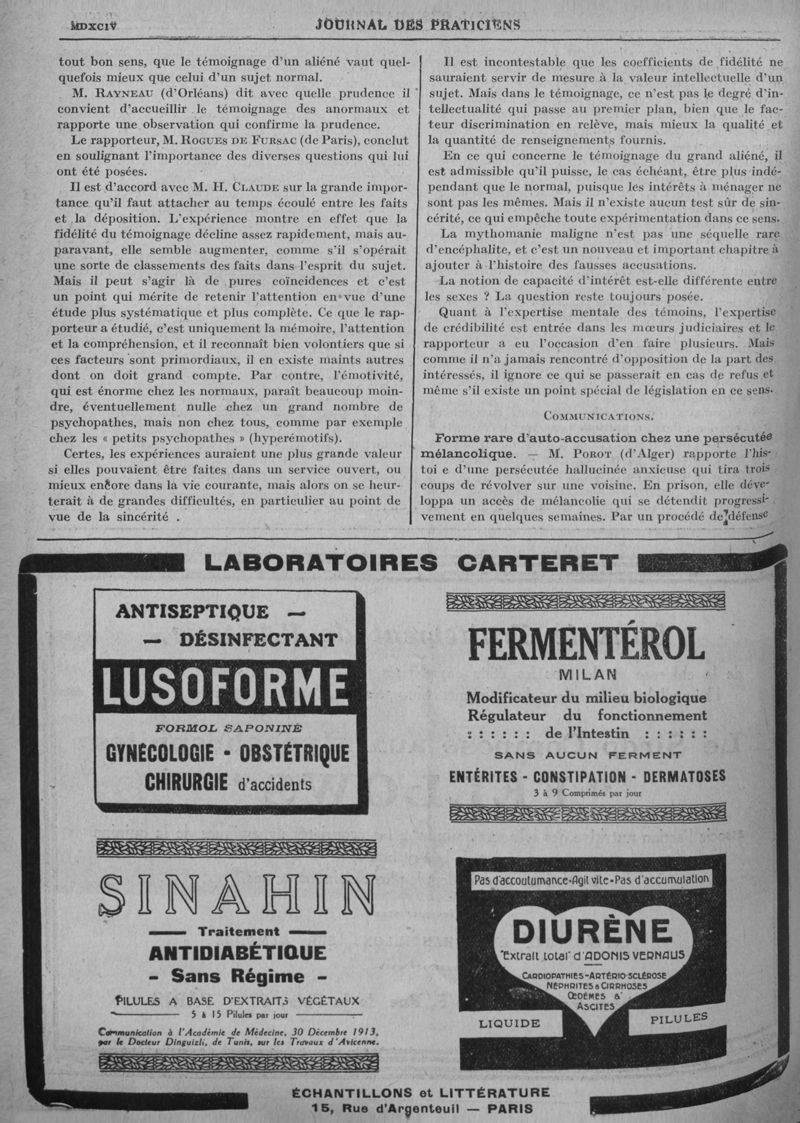 MDXCIV
JOURNAL DES PRATICIENS
tout bon sens, que le témoignage d'un aliéné vaut quel-
quefois mieux que celui d'un sujet normal.
M. RAYNEAU (d'Orléans) dit avec quelle prudence il
convient d'accueillir le témoignage des anormaux et
rapporte une observation qui confirme la prudence.
Le rapporteur, M. ROGUES DE FURSAC (de Paris), conclut
en soulignant l'importance des diverses questions qui lui
ont été posées.
Il est d'accord avec M. H. CLAUDE sur la grande impor-
tance qu'il faut attacher au temps écoulé entre les faits
et la déposition. L'expérience montre en effet que la
fidélité du témoignage décline assez rapidement, mais au-
paravant, elle semble augmenter, comme s'il s'opérait
une sorte de classements des faits dans l'esprit du sujet.
Mais il peut s'agir là de pures coïncidences et c'est
un point qui mérite de retenir l'attention en vue d'une
étude plus systématique et plus complète. Ce que le rap-
porteur a étudié, c'est uniquement la mémoire, l'attention
et la compréhension, et il reconnaît bien volontiers que si
ces facteurs sont primordiaux, il en existe maints autres
dont on doit grand compte. Par contre, l'émotivité,
qui est énorme chez les normaux, paraît beaucoup moin-
dre, éventuellement nulle chez un grand nombre de
psychopathes, mais non chez tous, comme par exemple
chez les « petits psychopathes » (hyperémotifs).
Certes, les expériences auraient une plus grande valeur
si elles pouvaient être faites dans un service ouvert, ou
mieux encore dans la vie courante, mais alors on se heur-
terait à de grandes difficultés, en particulier au point de
vue de la sincérité .
Il est incontestable que les coefficients de fidélité ne
sauraient servir de mesure à la valeur intellectuelle d'un
sujet. Mais dans le témoignage, ce n'est pas le degré d'in-
tellectualité qui passe au premier plan, bien que le fac-
teur discrimination en relève, mais mieux la qualité et
la quantité de renseignements fournis.
En ce qui concerne le témoignage du grand aliéné, il
est admissible qu'il puisse, le cas échéant, être plus indé-
pendant que le normal, puisque les intérêts à ménager ne
sont pas les mêmes. Mais il n'existe aucun test sûr de sin-
cérité, ce qui empêche toute expérimentation dans ce sens.
La mythomanie maligne n'est pas une séquelle rare
d'encéphalite, et c'est un nouveau et important chapitre à
ajouter à l'histoire des fausses accusations.
La notion de capacité d'intérêt est-elle différente entre
les sexes ? La question reste toujours posée.
Quant à l'expertise mentale des témoins, l'expertise
de crédibilité est entrée dans les mœurs judiciaires et le
rapporteur a eu l'occasion d'en faire plusieurs. Mais
comme il n'a jamais rencontré d'opposition de la part des
intéressés, il ignore ce qui se passerait en cas de refus et
même s'il existe un point spécial de législation en ce sens.
COMMUNICATIONS.
Forme rare d'auto-accusation chez une persécutée
mélancolique. — M. POROT (d'Alger) rapporte l'his-
toi e d'une persécutée hallucinée anxieuse qui tira trois
coups de révolver sur une voisine. En prison, elle déve-
loppa un accès de mélancolie qui se détendit progressi-
vement en quelques semaines. Par un procédé de défense
LABORATOIRES CARTERET
ANTISEPTIQUE —
— DÉSINFECTANT
LUSOFORME
FORMOL SAPONINÉ
GYNÉCOLOGIE - OBSTÉTRIQUE
CHIRURGIE d'accidents
FERMENTÉROL
MILAN
Modificateur du milieu biologique
Régulateur du fonctionnement
: : : : : : de l'Intestin : : : : : :
SANS AUCUN FERMENT
ENTÉRITES - CONSTIPATION - DERMATOSES
3 à 9 Comprimés par jour
SINAHIN
Traitement
ANTIDIABÉTIQUE
- Sans Régime -
PILULES A BASE D'EXTRAITS VÉGÉTAUX
5 à 15 Pilules par jour
Communication à l'Académie de Médecine, 30 Décembre 1913,
par le Docteur Dinguizli, de Tunis, sur les Travaux d'Avicenne.
Pas d'accoutumance-Agit vite-Pas d'accumulation
DIURÈNE
"Extrait total" d'ADONIS VERNALIS
CARDIOPATHIES-ARTÉRIO-SCLÉROSE
NÉPHRITES & CIRRHOSES
ŒDÈMES &
ASCITES
LIQUIDE
PILULES
ÉCHANTILLONS et LITTÉRATURE
15, Rue d'Argenteuil — PARIS